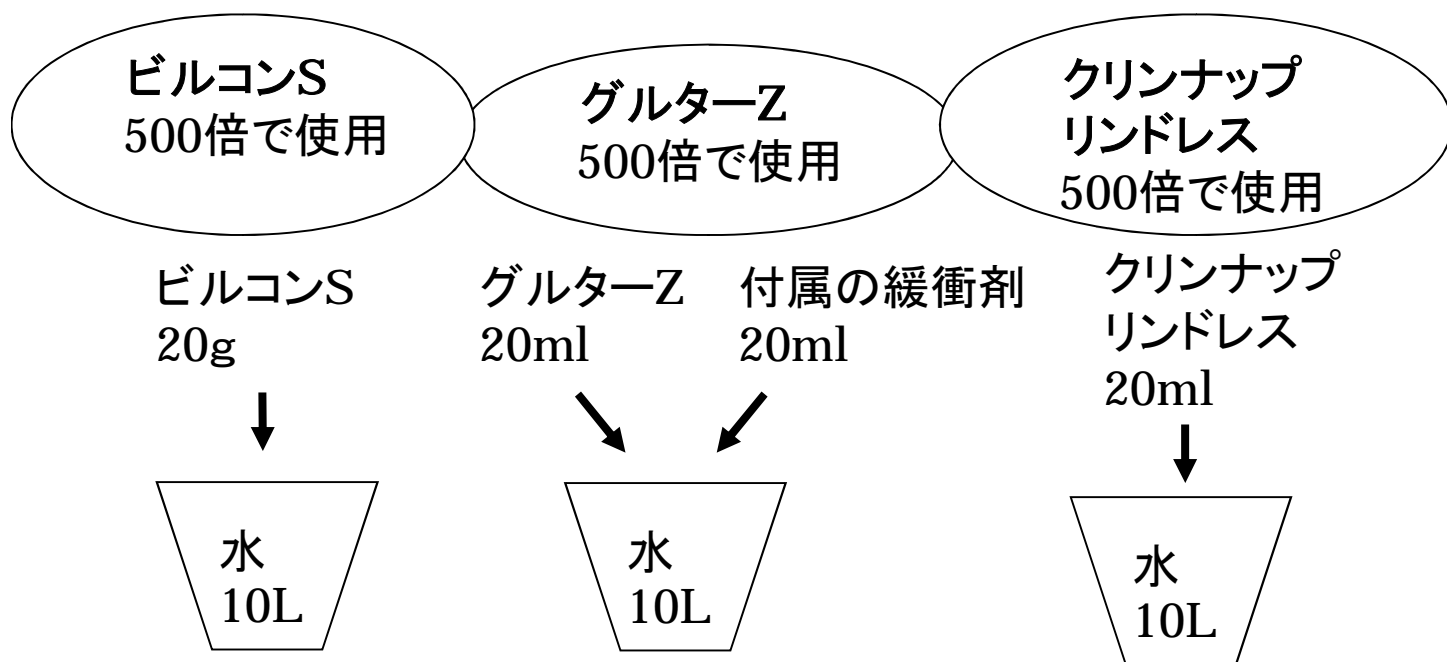 ビルコンS
500倍で使用
グルターZ
500倍で使用
クリンナップ
リンドレス
500倍で使用
ビルコンS
20g
グルターZ
20ml
付属の緩衝剤
20ml
クリンナップ
リンドレス
20ml
水
10L
水
10L
水
10L